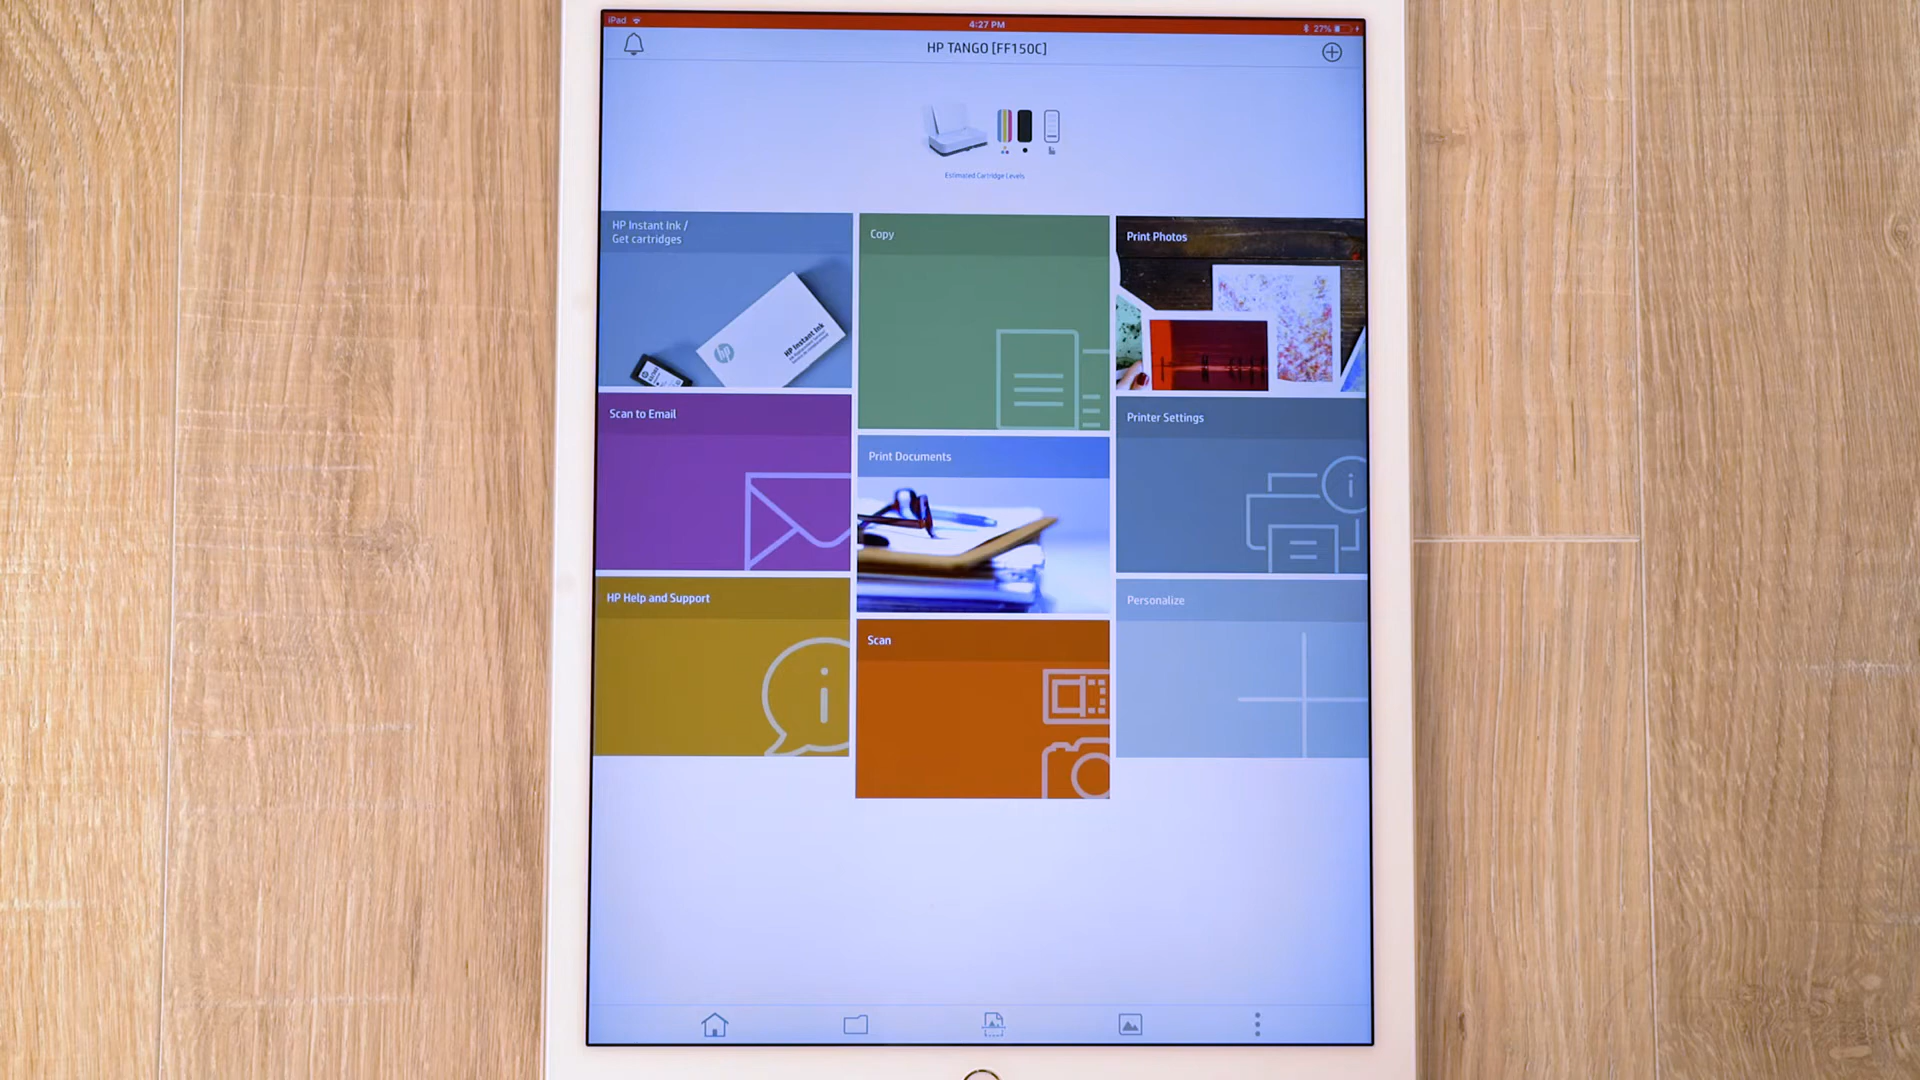 iPad
4:27 PM
27%
HP TANGO [FF150C]
Estimated Cartridge Levels
HP Instant Ink /
Get cartridges
hp
HP Instant Ink
Copy
Print Photos
Scan to Email
Print Documents
Printer Settings
HP Help and Support
Scan
Personalize